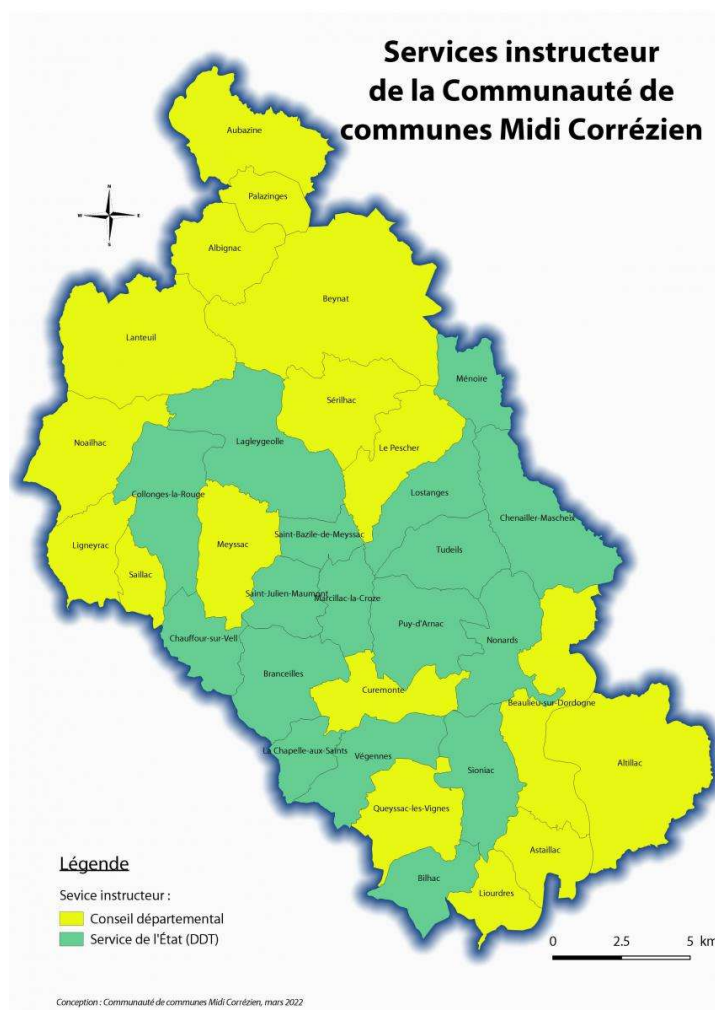 Services instructeur
de la Communauté de
communes Midi Corrézien
Aubazine
N
W
E
S
Palazinges
Albignac
Beynat
Lanteuil
Ménoire
Sérilhac
Noailhac
Lagleygeolle
Le Pescher
Collonges-la-Rouge
Lostanges
Chenailler-Mascheix
Ligneyrac
Meyssac
Saint-Bazile-de-Meyssac
Tudeils
Saillac
Saint-Julien-Maumont
Marcillac-la-Croze
Chauffour-sur-Vell
Puy-d'Arnac
Nonards
Branceilles
Curemonte
Beaulieu-sur-Dordogne
La Chapelle-aux-Saints
Végennes
Sioniac
Altillac
Queyssac-les-Vignes
Astaillac
Bilhac
Liourdres
Légende
Sevice instructeur :
Conseil départemental
Service de l'État (DDT)
0 2.5 5 km
Conception : Communauté de communes Midi Corrézien, mars 2022